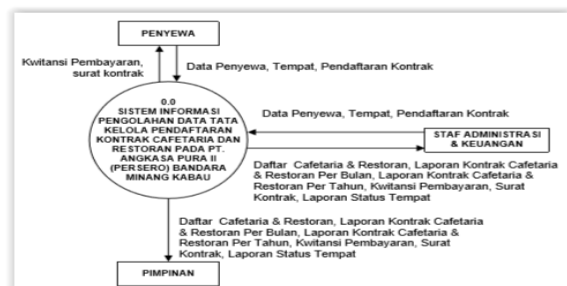 PENYEWA
Kwitansi Pembayaran,
surat kontrak
Data Penyewa, Tempat, Pendaftaran Kontrak
0.0
SISTEM INFORMASI
PENGOLAHAN DATA TATA
KELOLA PENDAFTARAN
KONTRAK CAFETARIA DAN
RESTORAN PADA PT.
ANGKASA PURA II
(PERSERO) BANDARA
MINANG KABAU
Data Penyewa, Tempat, Pendaftaran Kontrak
STAF ADMINISTRASI
& KEUANGAN
Daftar Cafetaria & Restoran, Laporan Kontrak Cafetaria
& Restoran Per Bulan, Laporan Kontrak Cafetaria &
Restoran Per Tahun, Kwitansi Pembayaran, Surat
Kontrak, Laporan Status Tempat
Daftar Cafetaria & Restoran, Laporan Kontrak Cafetaria
& Restoran Per Bulan, Laporan Kontrak Cafetaria &
Restoran Per Tahun, Kwitansi Pembayaran, Surat
Kontrak, Laporan Status Tempat
PIMPINAN